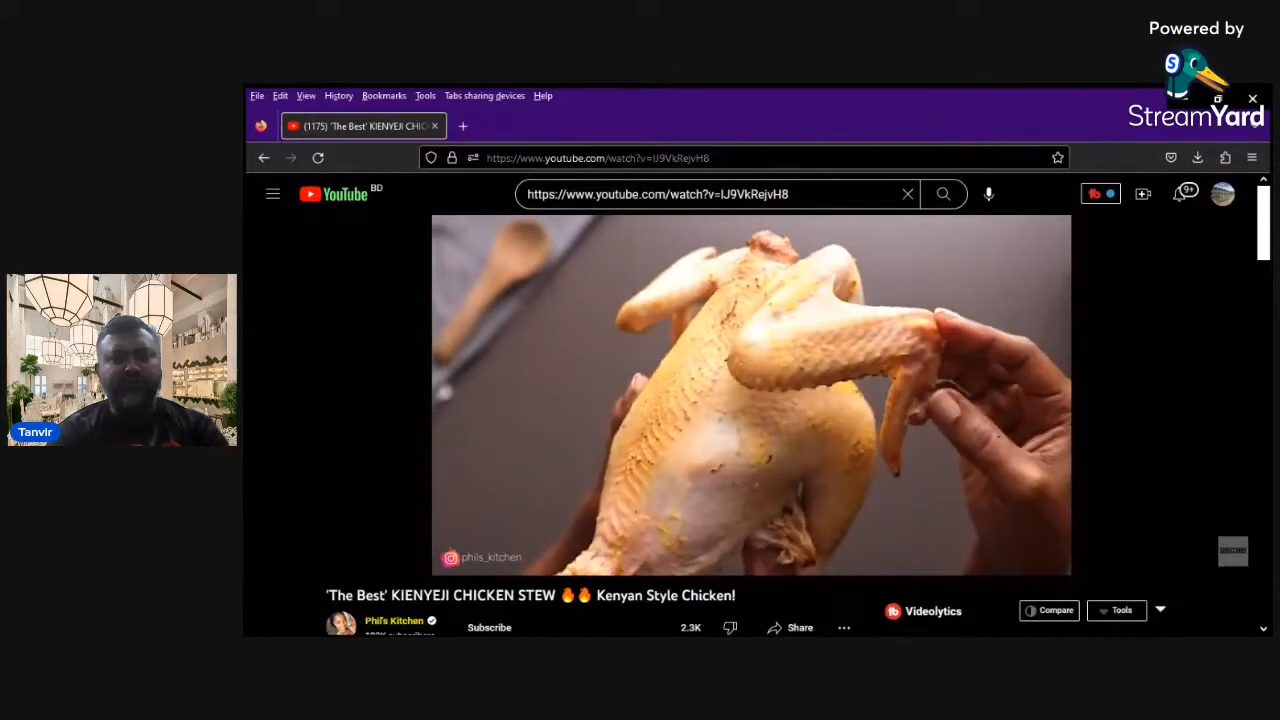 Powered by
StreamYard
File Edit View History Bookmarks Tools Tabs sharing devices Help
(1175) 'The Best' KIENYEJI CHIC
https://www.youtube.com/watch?v=IJ9VkRejvH8
YouTube BD
https://www.youtube.com/watch?v=IJ9VkRejvH8
9+
Tanvir
phils_kitchen
SUBSCRIBE
'The Best' KIENYEJI CHICKEN STEW 🔥🔥 Kenyan Style Chicken!
Phil's Kitchen
Subscribe
2.3K
Share
Videolytics
Compare
Tools